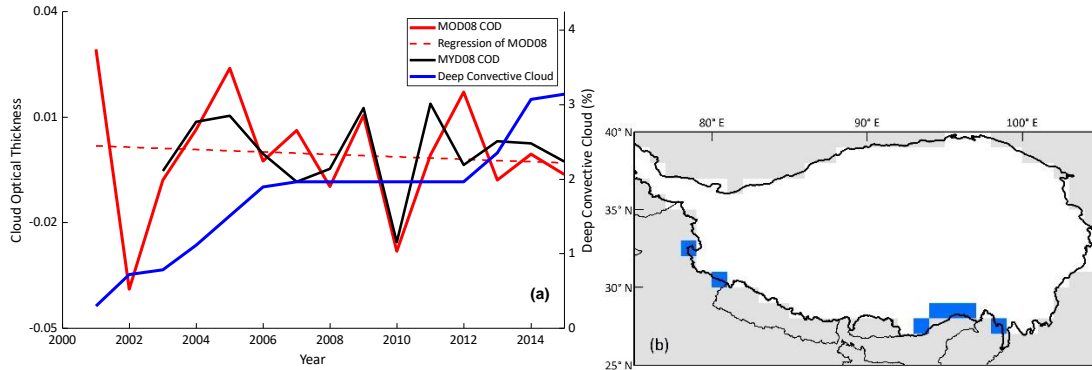 0.04
0.01
-0.02
-0.05
Cloud Optical Thickness
MOD08 COD
Regression of MOD08
MYD08 COD
Deep Convective Cloud
4
3
2
1
0
Deep Convective Cloud (%)
(a)
2000 2002 2004 2006 2008 2010 2012 2014
Year
80° E 90° E 100° E
40° N
35° N
30° N
25° N
(b)